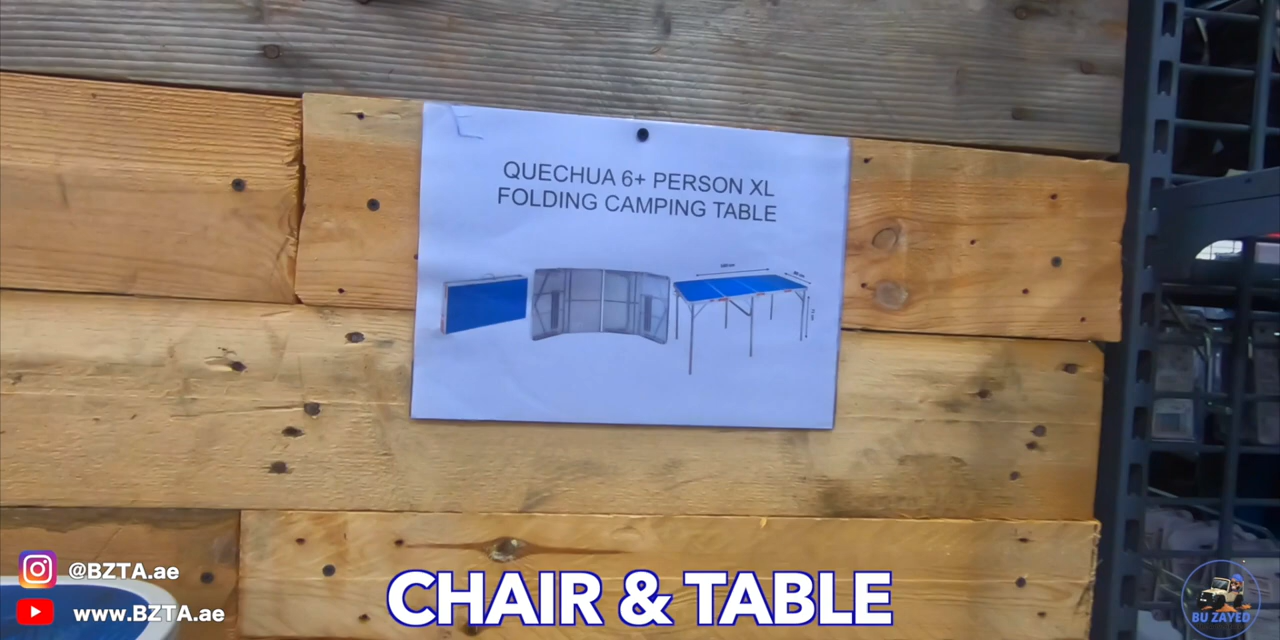 QUECHUA 6+ PERSON XL
FOLDING CAMPING TABLE
@BZTA.ae
www.BZTA.ae
CHAIR & TABLE
BU ZAYED